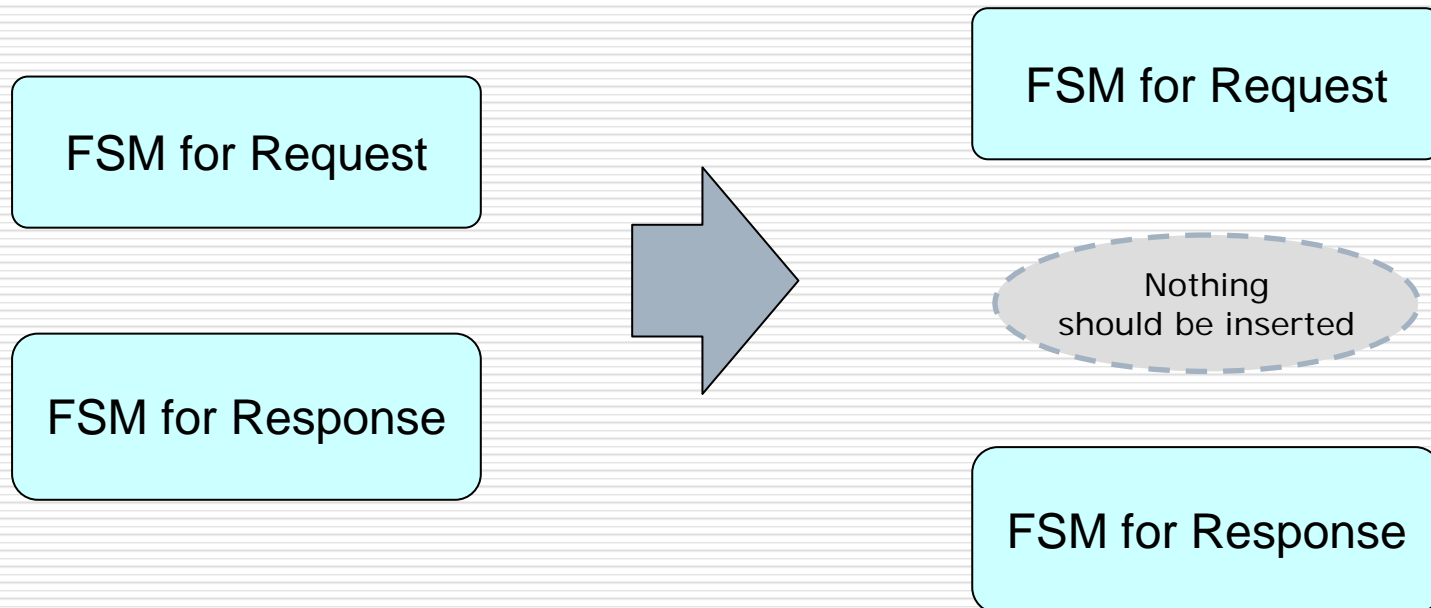 FSM for Request
FSM for Response
FSM for Request
Nothing
should be inserted
FSM for Response